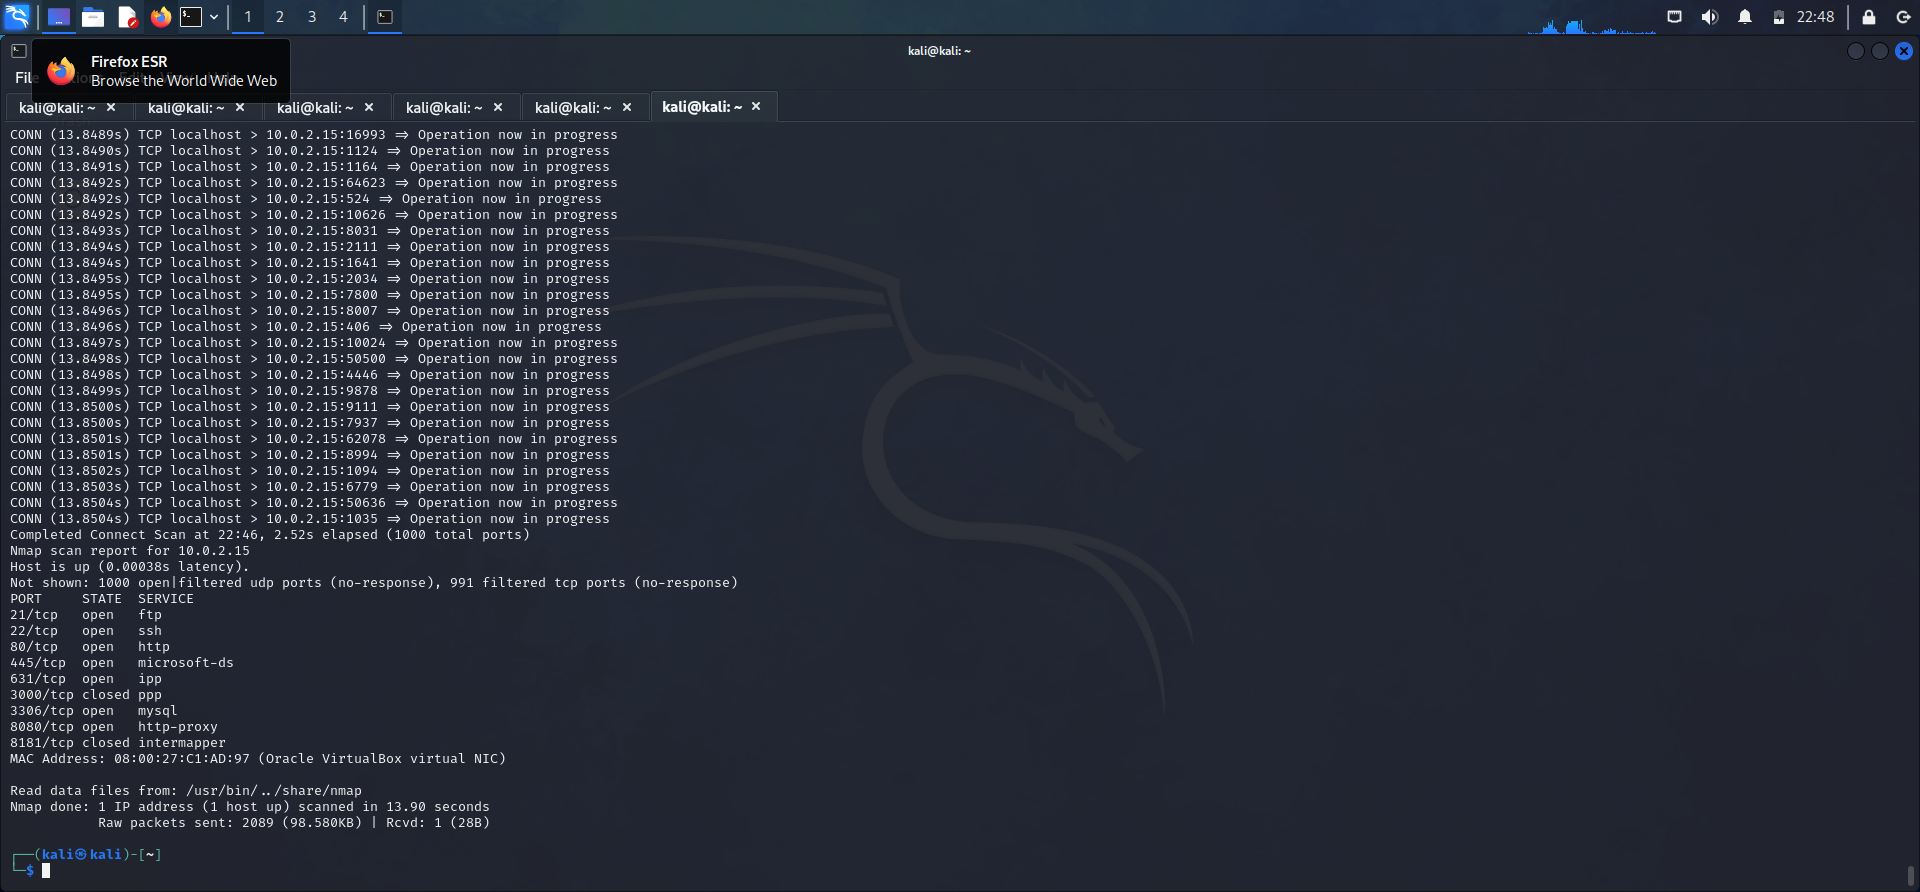 1 2 3 4
22:48
kali@kali: ~
File
Firefox ESR
Browse the World Wide Web
kali@kali: ~ × kali@kali: ~ × kali@kali: ~ × kali@kali: ~ × kali@kali: ~ × kali@kali: ~ ×
CONN (13.8489s) TCP localhost > 10.0.2.15:16993 => Operation now in progress
CONN (13.8490s) TCP localhost > 10.0.2.15:1124 => Operation now in progress
CONN (13.8491s) TCP localhost > 10.0.2.15:1164 => Operation now in progress
CONN (13.8492s) TCP localhost > 10.0.2.15:64623 => Operation now in progress
CONN (13.8492s) TCP localhost > 10.0.2.15:524 => Operation now in progress
CONN (13.8492s) TCP localhost > 10.0.2.15:10626 => Operation now in progress
CONN (13.8493s) TCP localhost > 10.0.2.15:8031 => Operation now in progress
CONN (13.8494s) TCP localhost > 10.0.2.15:2111 => Operation now in progress
CONN (13.8494s) TCP localhost > 10.0.2.15:1641 => Operation now in progress
CONN (13.8495s) TCP localhost > 10.0.2.15:2034 => Operation now in progress
CONN (13.8495s) TCP localhost > 10.0.2.15:7800 => Operation now in progress
CONN (13.8496s) TCP localhost > 10.0.2.15:8007 => Operation now in progress
CONN (13.8496s) TCP localhost > 10.0.2.15:406 => Operation now in progress
CONN (13.8497s) TCP localhost > 10.0.2.15:10024 => Operation now in progress
CONN (13.8498s) TCP localhost > 10.0.2.15:50500 => Operation now in progress
CONN (13.8498s) TCP localhost > 10.0.2.15:4446 => Operation now in progress
CONN (13.8499s) TCP localhost > 10.0.2.15:9878 => Operation now in progress
CONN (13.8500s) TCP localhost > 10.0.2.15:9111 => Operation now in progress
CONN (13.8500s) TCP localhost > 10.0.2.15:7937 => Operation now in progress
CONN (13.8501s) TCP localhost > 10.0.2.15:62078 => Operation now in progress
CONN (13.8501s) TCP localhost > 10.0.2.15:8994 => Operation now in progress
CONN (13.8502s) TCP localhost > 10.0.2.15:1094 => Operation now in progress
CONN (13.8503s) TCP localhost > 10.0.2.15:6779 => Operation now in progress
CONN (13.8504s) TCP localhost > 10.0.2.15:50636 => Operation now in progress
CONN (13.8504s) TCP localhost > 10.0.2.15:1035 => Operation now in progress
Completed Connect Scan at 22:46, 2.52s elapsed (1000 total ports)
Nmap scan report for 10.0.2.15
Host is up (0.00038s latency).
Not shown: 1000 open|filtered udp ports (no-response), 991 filtered tcp ports (no-response)
PORT STATE SERVICE
21/tcp open ftp
22/tcp open ssh
80/tcp open http
445/tcp open microsoft-ds
631/tcp open ipp
3000/tcp closed ppp
3306/tcp open mysql
8080/tcp open http-proxy
8181/tcp closed intermapper
MAC Address: 08:00:27:C1:AD:97 (Oracle VirtualBox virtual NIC)
Read data files from: /usr/bin/../share/nmap
Nmap done: 1 IP address (1 host up) scanned in 13.90 seconds
Raw packets sent: 2089 (98.580KB) | Rcvd: 1 (28B)
┌──(kali㉿kali)-[~]
└─$